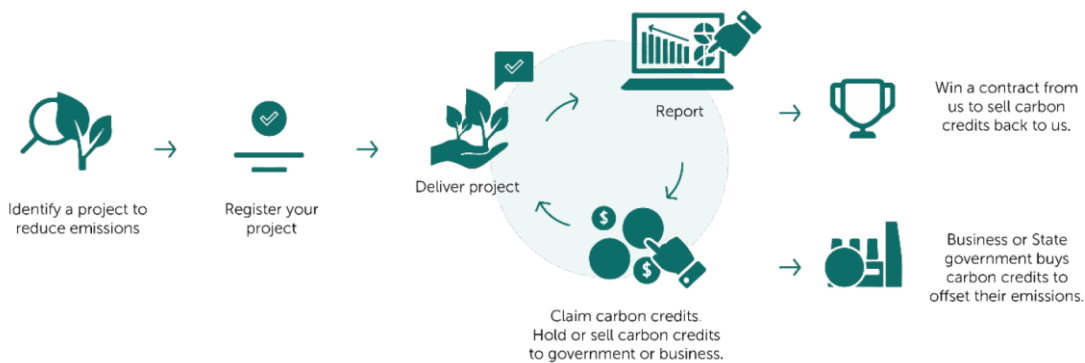 Identify a project to
reduce emissions
Register your
project
Deliver project
Report
$
$
Claim carbon credits.
Hold or sell carbon credits
to government or business.
Win a contract from
us to sell carbon
credits back to us.
Business or State
government buys
carbon credits to
offset their emissions.